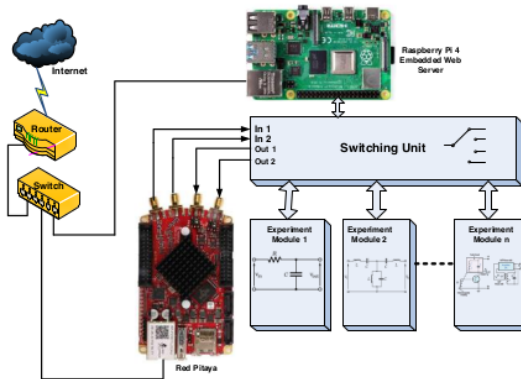 Internet
Router
Switch
Raspberry Pi 4
Embedded Web
Server
In 1
In 2
Out 1
Out 2
Switching Unit
Experiment
Module 1
Experiment
Module 2
Experiment
Module n
R
C
Red Pitaya